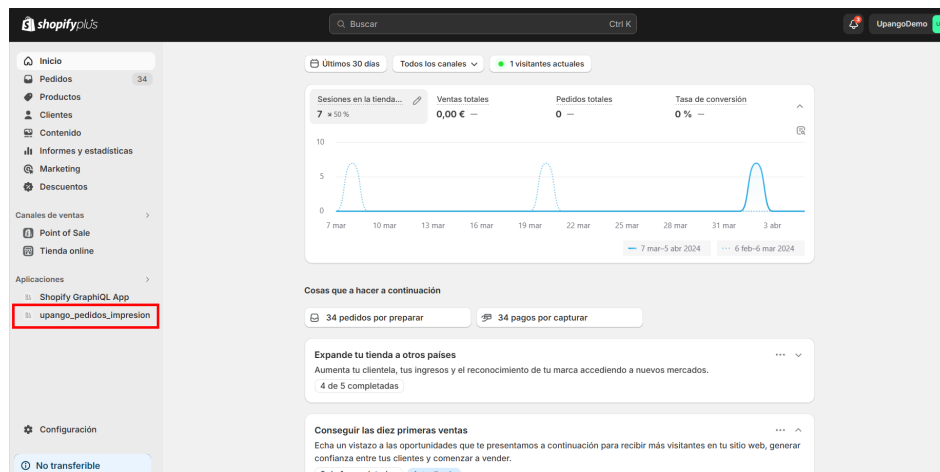 shopifyplus
Buscar
Ctrl K
UpangoDemo
Inicio
Pedidos 34
Productos
Clientes
Contenido
Informes y estadísticas
Marketing
Descuentos
Canales de ventas
Point of Sale
Tienda online
Aplicaciones
Shopify GraphiQL App
upango_pedidos_impresion
Configuración
No transferible
Últimos 30 días
Todos los canales
1 visitantes actuales
Sesiones en la tienda...
7 50 %
Ventas totales
0,00 € —
Pedidos totales
0 —
Tasa de conversión
0 % —
10
5
0
7 mar 10 mar 13 mar 16 mar 19 mar 22 mar 25 mar 28 mar 31 mar 3 abr
7 mar–5 abr 2024
6 feb–6 mar 2024
Cosas que a hacer a continuación
34 pedidos por preparar
34 pagos por capturar
Expande tu tienda a otros países
Aumenta tu clientela, tus ingresos y el reconocimiento de tu marca accediendo a nuevos mercados.
4 de 5 completadas
Conseguir las diez primeras ventas
Echa un vistazo a las oportunidades que te presentamos a continuación para recibir más visitantes en tu sitio web, generar
confianza entre tus clientes y comenzar a vender.